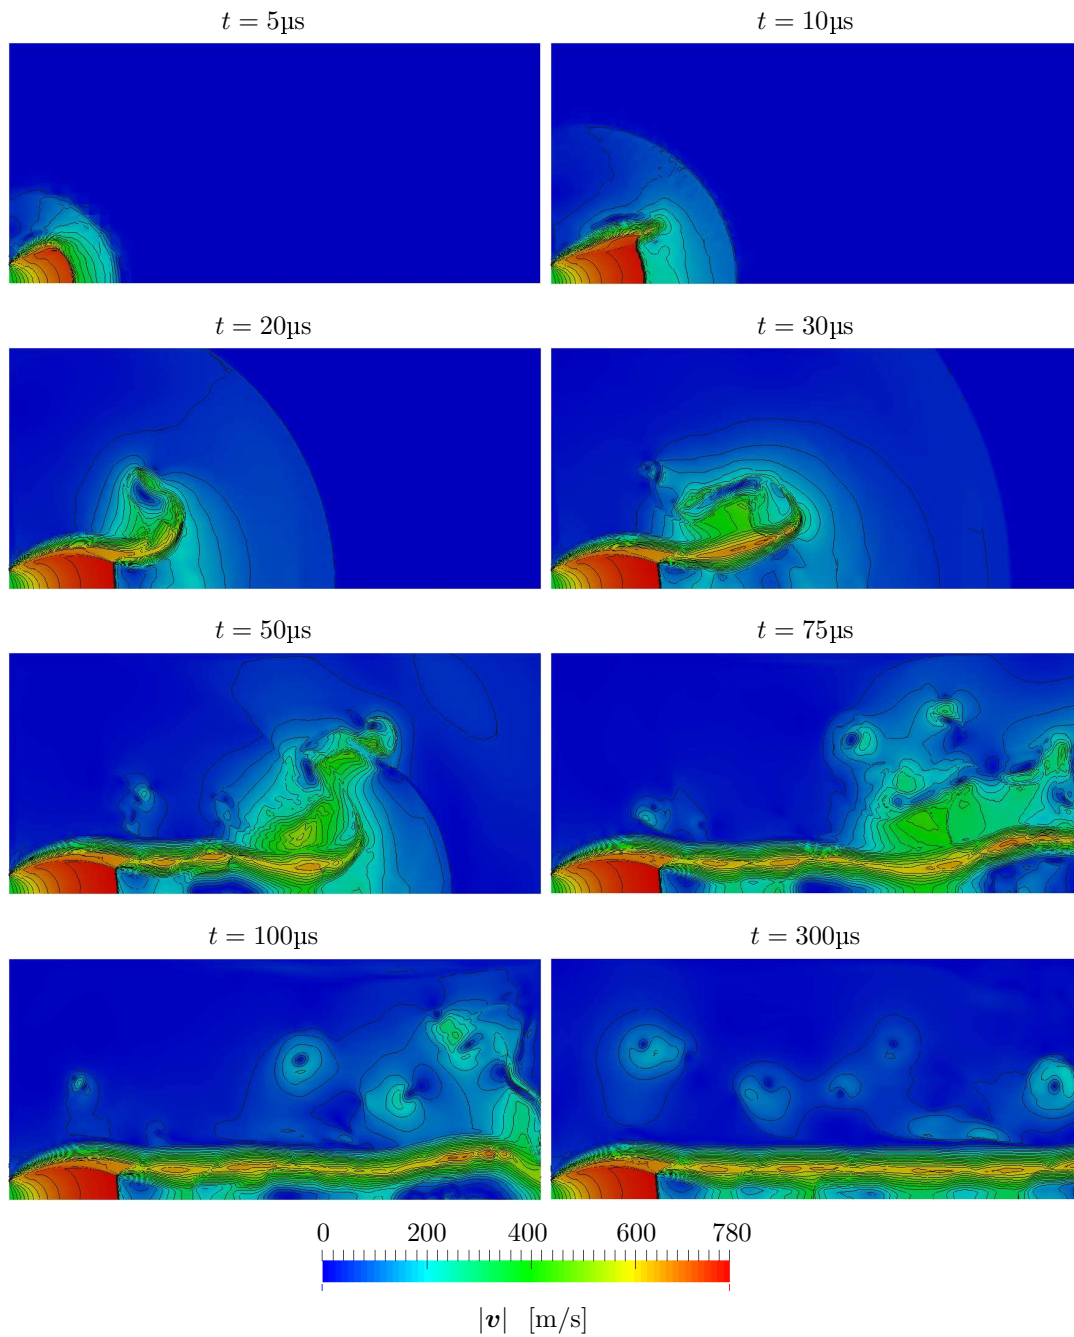 t = 5µs
t = 10µs
t = 20µs
t = 30µs
t = 50µs
t = 75µs
t = 100µs
t = 300µs
0 200 400 600 780
|v| [m/s]